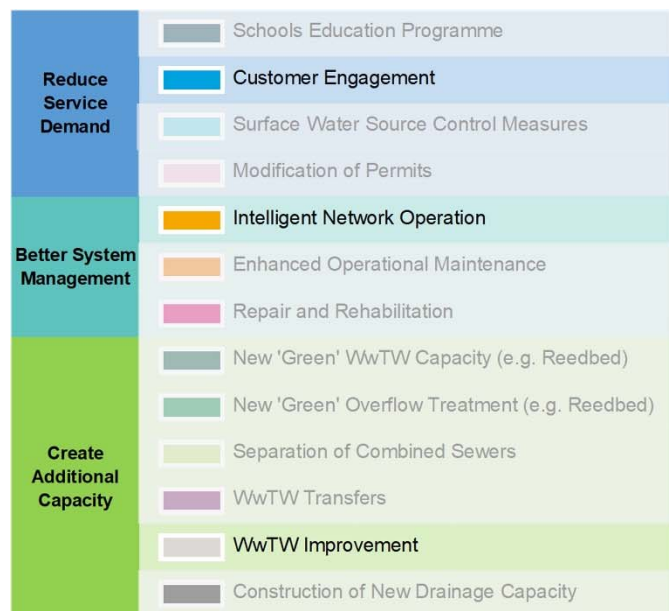 Reduce
Service
Demand
Schools Education Programme
Customer Engagement
Surface Water Source Control Measures
Modification of Permits
Better System
Management
Intelligent Network Operation
Enhanced Operational Maintenance
Repair and Rehabilitation
Create
Additional
Capacity
New 'Green' WwTW Capacity (e.g. Reedbed)
New 'Green' Overflow Treatment (e.g. Reedbed)
Separation of Combined Sewers
WwTW Transfers
WwTW Improvement
Construction of New Drainage Capacity